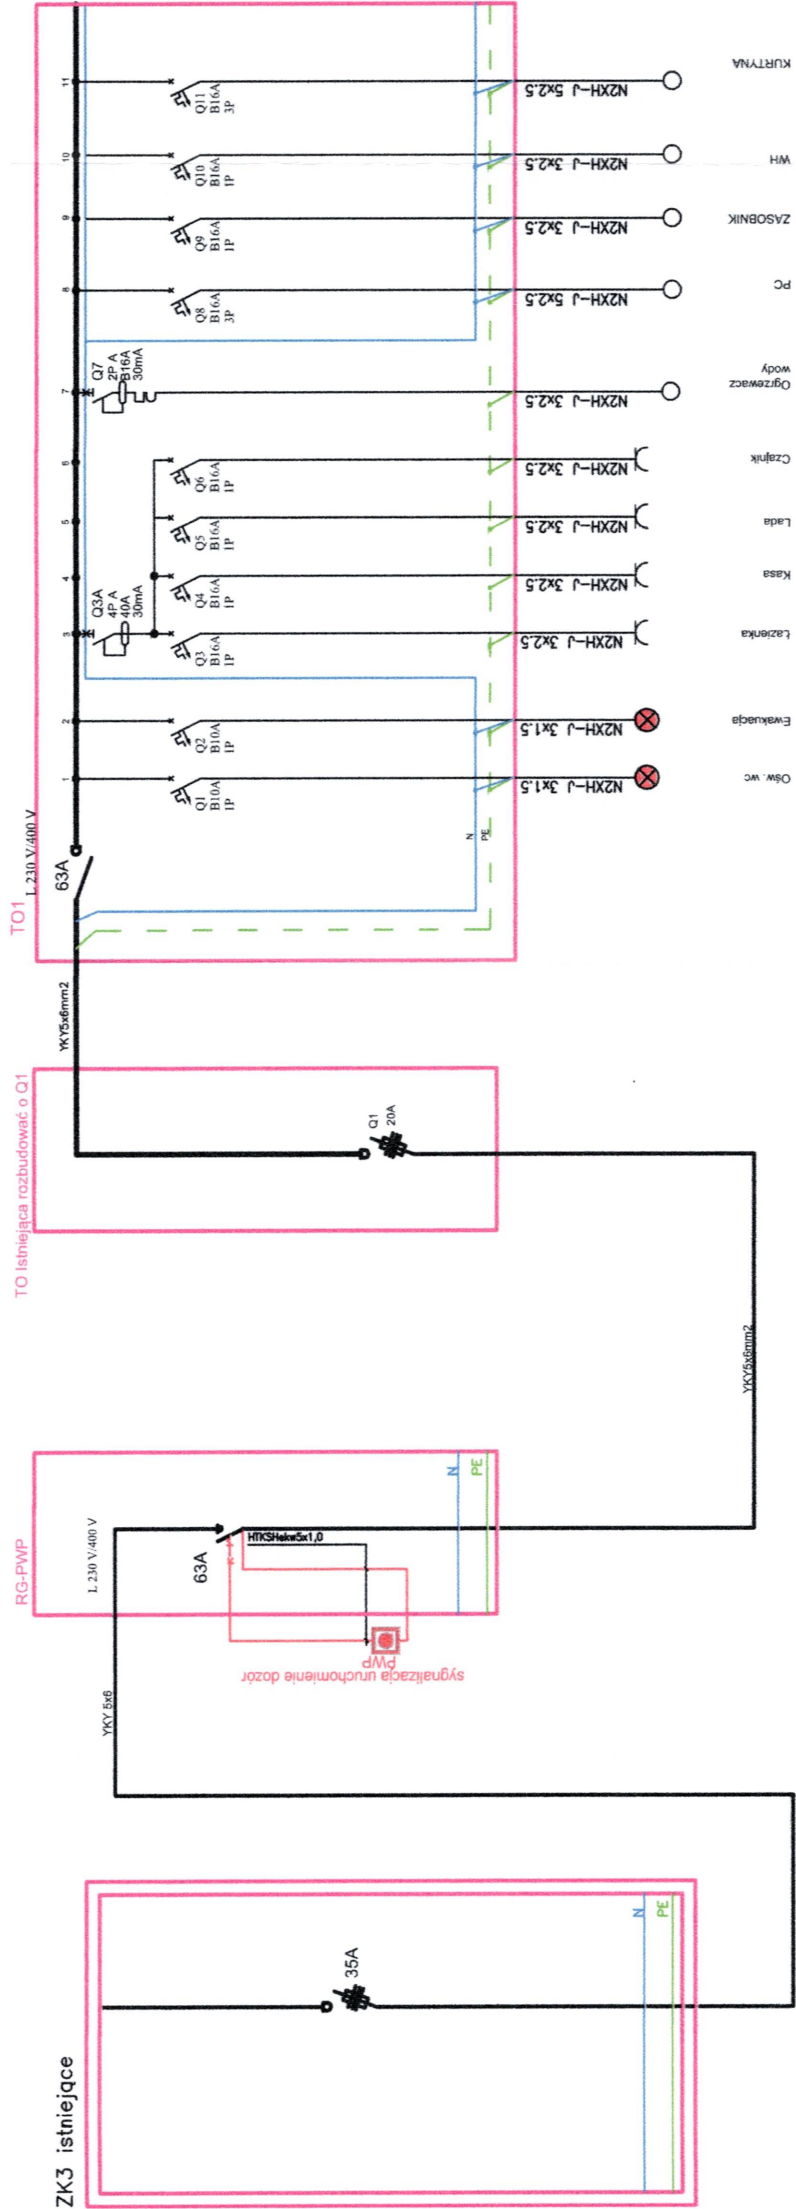 ZK3 istniejące
35A
N
PE
YKY 5x6
RG-PWP
L 230 V/400 V
63A
HTKSHekw5x1,0
PWP
sygnalizacja uruchomienie dozór
N
PE
YKY5x6mm2
TO Istniejąca rozbudować o Q1
Q1
20A
YKY5x6mm2
TO1
L 230 V/400 V
63A
N
PE
1
Q1
B10A
1P
N2XH-J 3x1.5
Ośw. wc
2
Q2
B10A
1P
N2XH-J 3x1.5
Ewakuacja
3
Q3A
4P A
40A
30mA
Q3
B16A
1P
N2XH-J 3x2.5
Łazienka
4
Q4
B16A
1P
N2XH-J 3x2.5
Kasa
5
Q5
B16A
1P
N2XH-J 3x2.5
Lada
6
Q6
B16A
1P
N2XH-J 3x2.5
Czajnik
7
Q7
2P A
B16A
30mA
N2XH-J 3x2.5
Ogrzewacz
wody
8
Q8
B16A
3P
N2XH-J 5x2.5
PC
9
Q9
B16A
1P
N2XH-J 3x2.5
ZASOBNIK
10
Q10
B16A
1P
N2XH-J 3x2.5
WH
11
Q11
B16A
3P
N2XH-J 5x2.5
KURTYNA